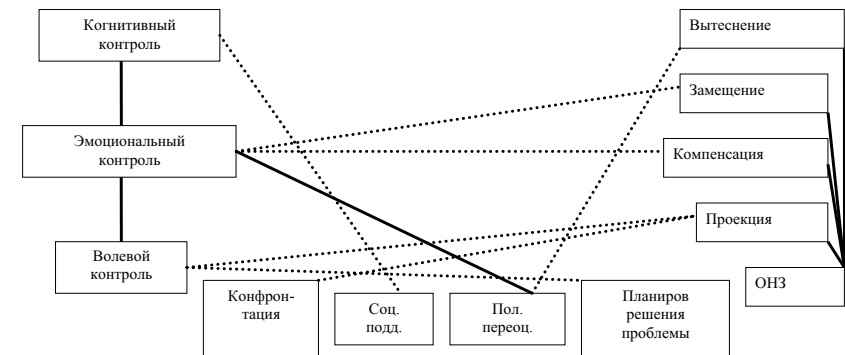 Когнитивный
контроль
Вытеснение
Замещение
Эмоциональный
контроль
Компенсация
Проекция
Волевой
контроль
ОНЗ
Конфрон-
тация
Соц.
подд.
Пол.
переоц.
Планиров
решения
проблемы